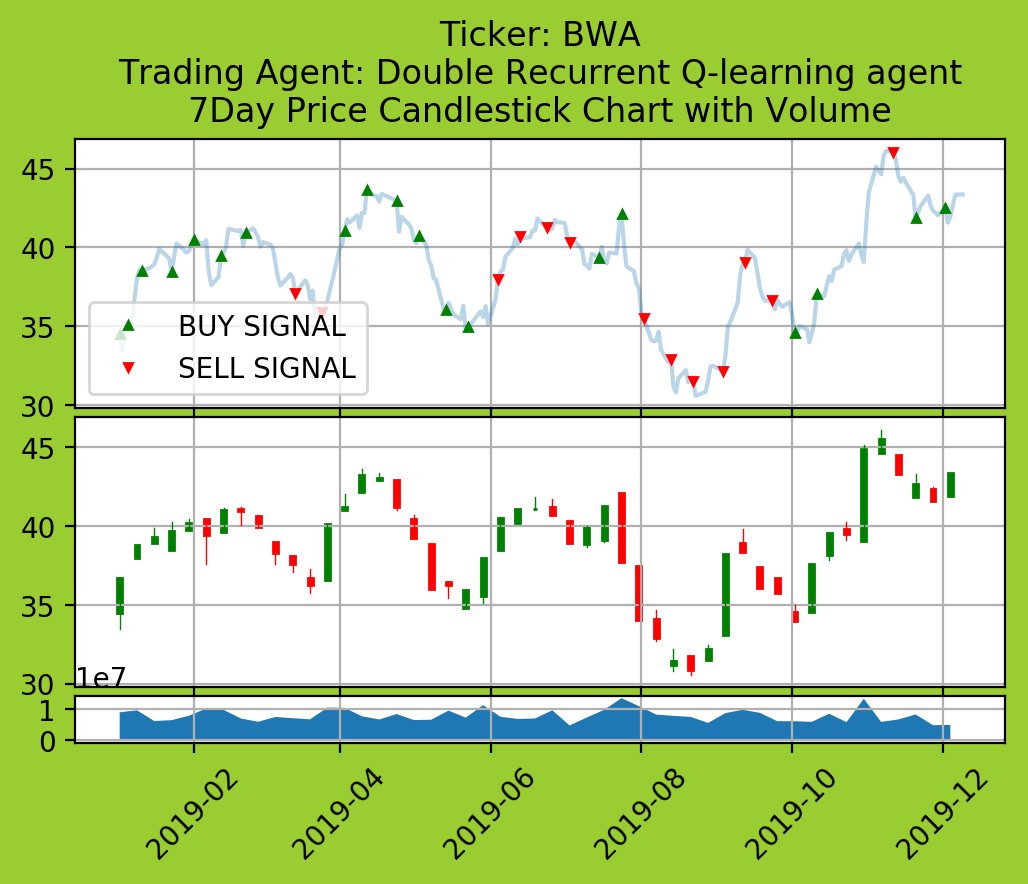 Ticker: BWA
Trading Agent: Double Recurrent Q-learning agent
7Day Price Candlestick Chart with Volume
45
40
35
30
BUY SIGNAL
SELL SIGNAL
45
40
35
30
1e7
1
0
2019-02
2019-04
2019-06
2019-08
2019-10
2019-12